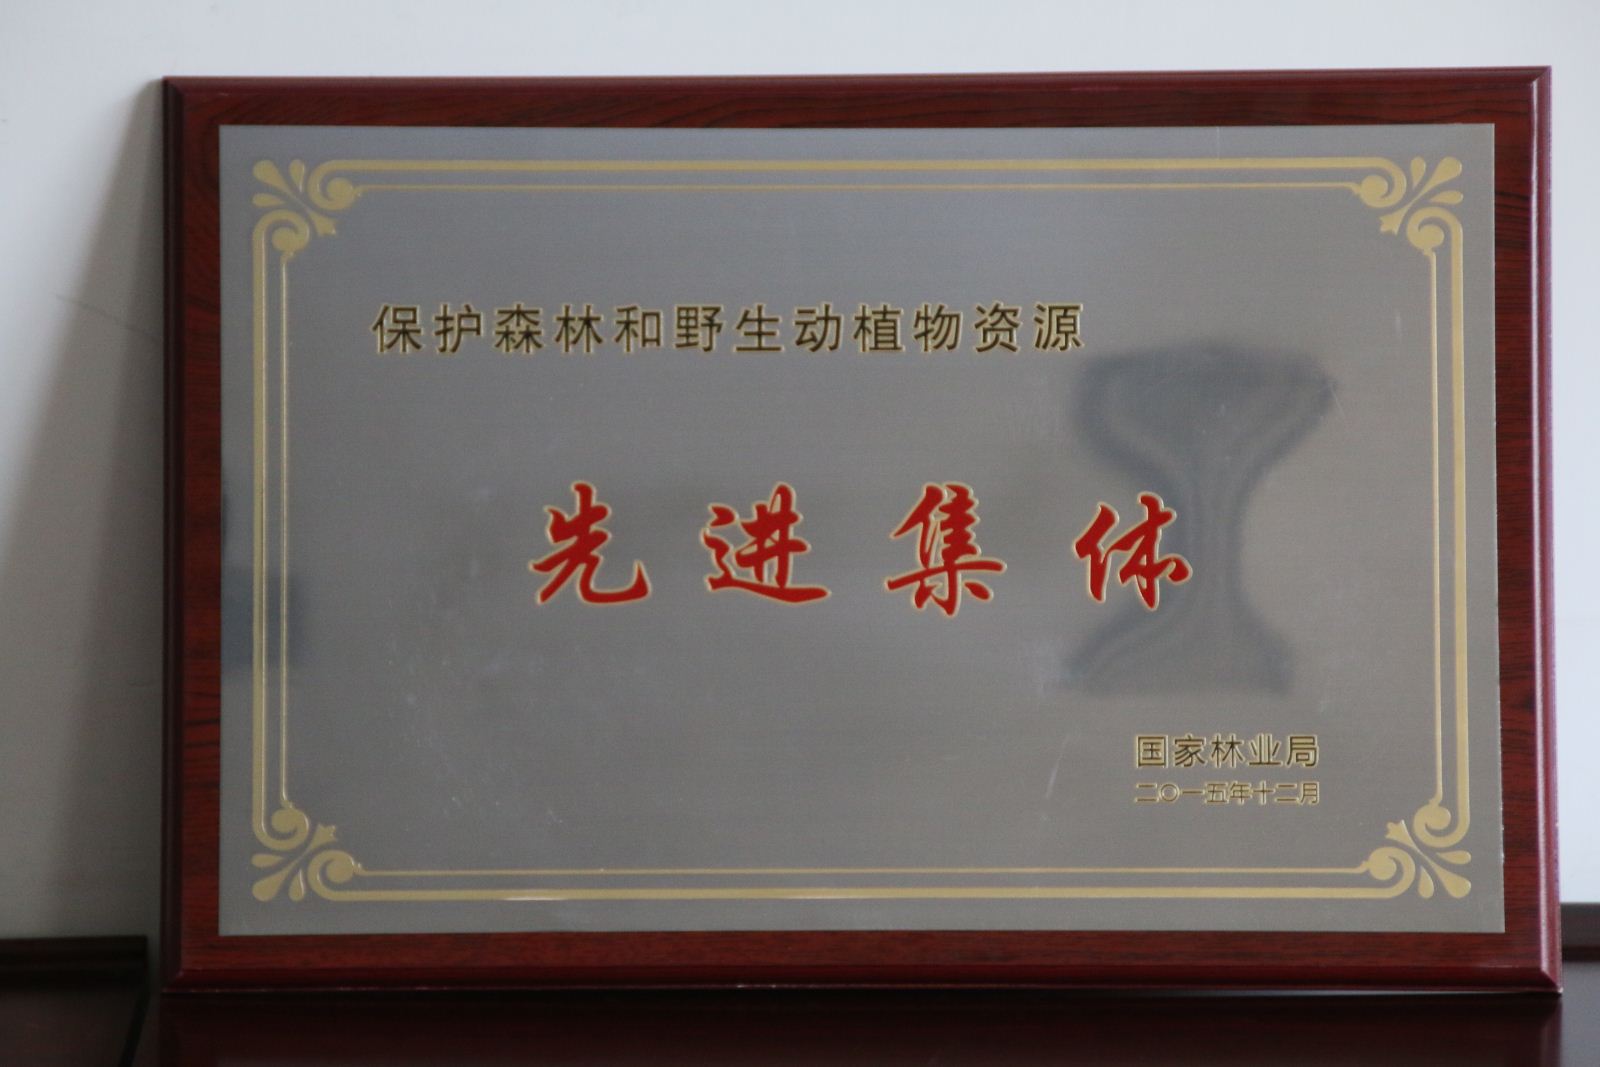 保护森林和野生动植物资源
先进集体
国家林业局
二〇一五年十二月